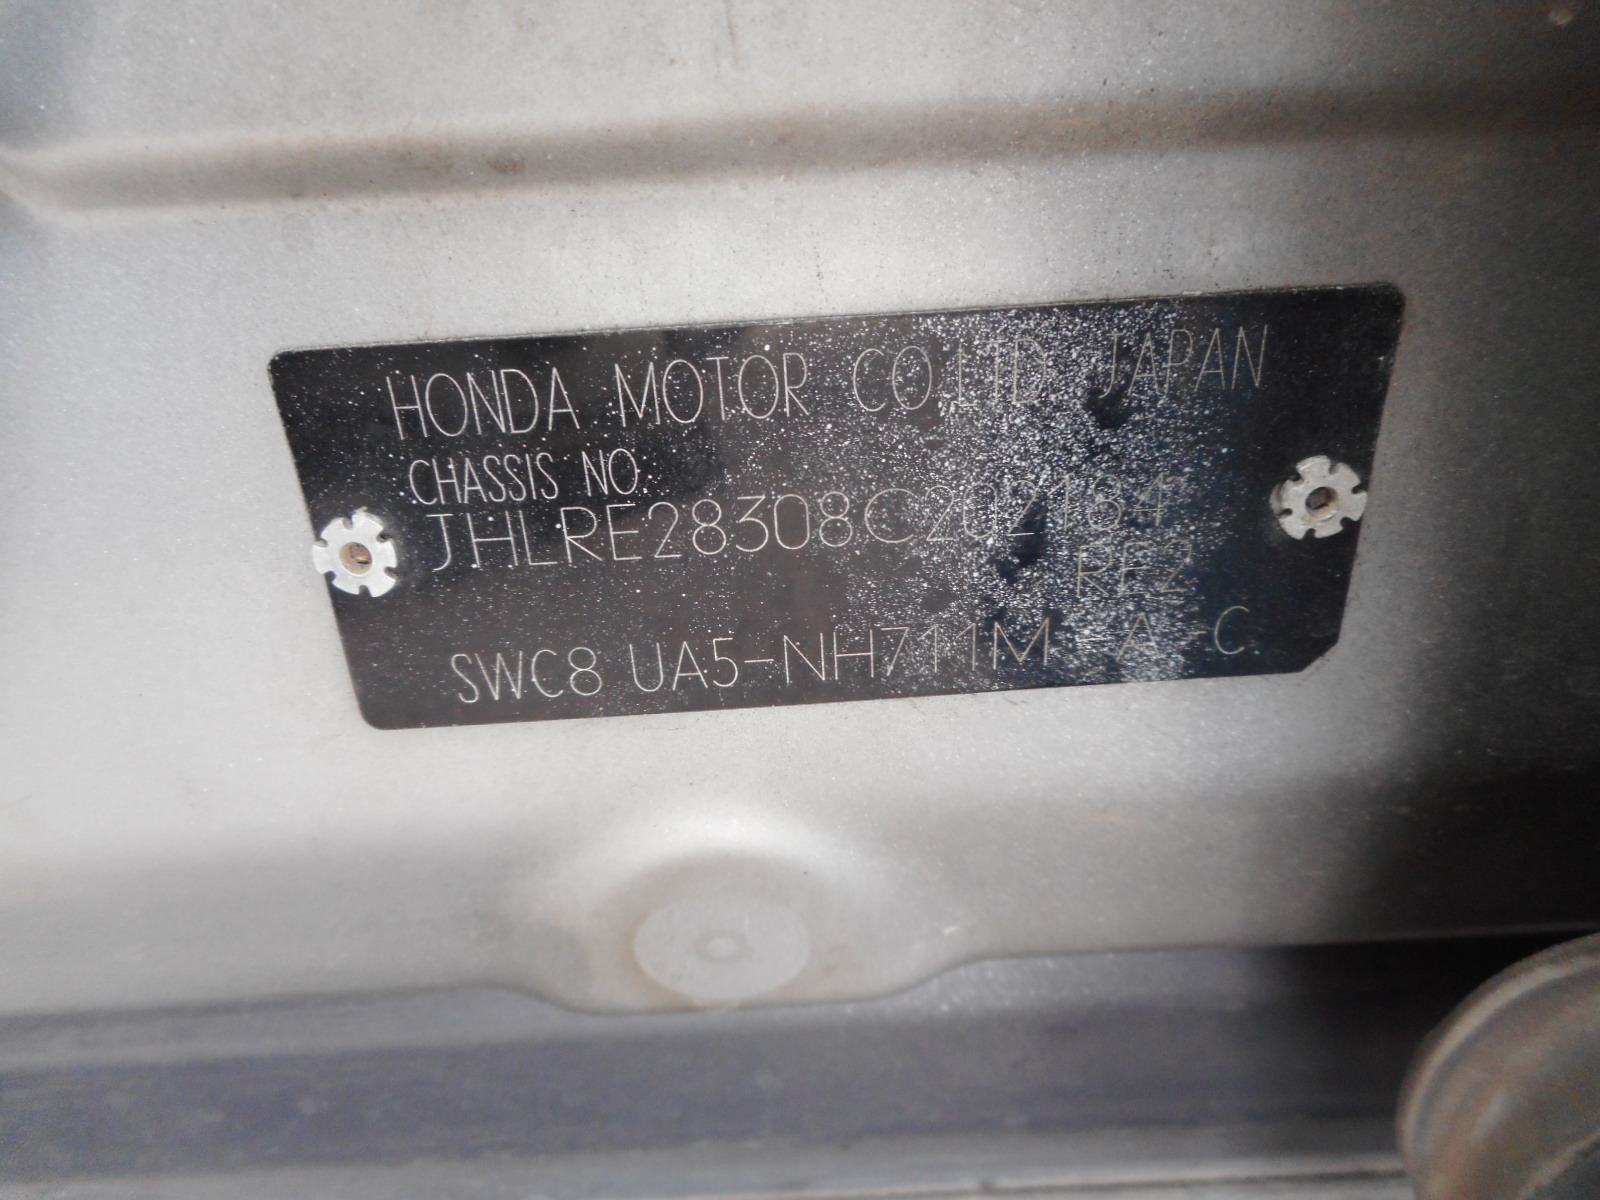 HONDA MOTOR CO.,LTD. JAPAN
CHASSIS NO.
JHLRE28308C202184
RE2
SWC8 UA5-NH711M -A-C